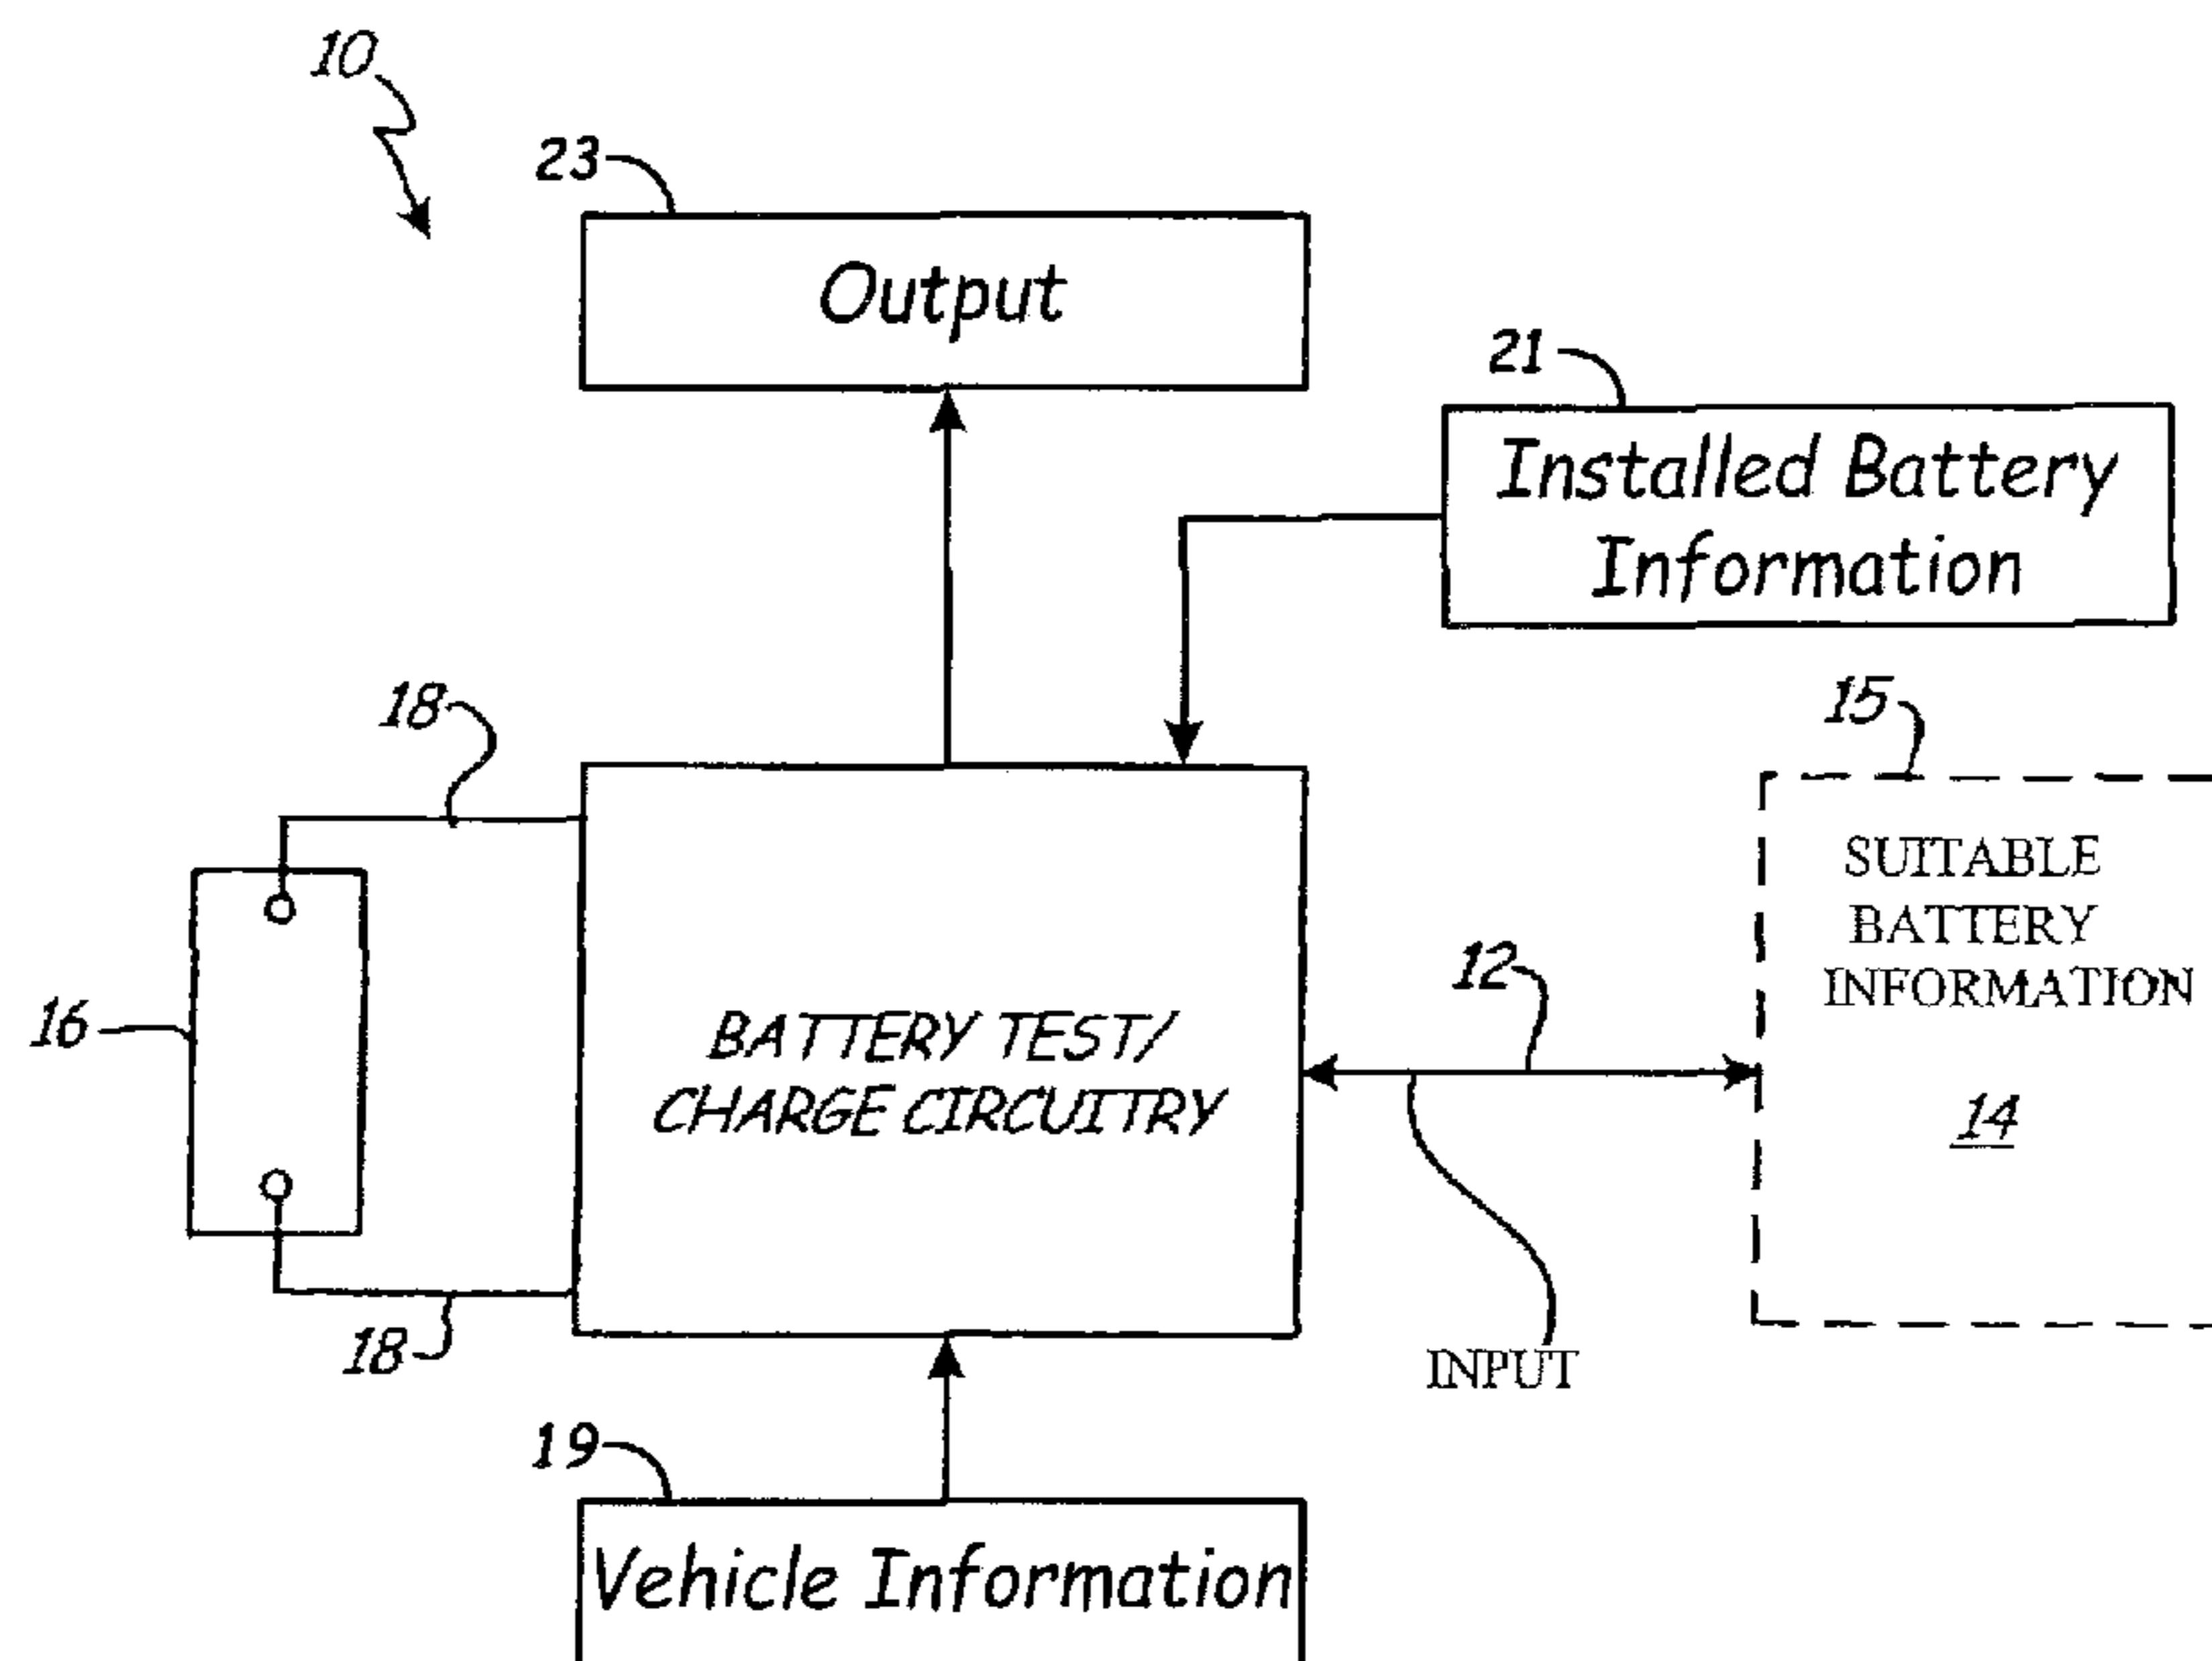 10
23
Output
21
Installed Battery
Information
18
15
SUITABLE
BATTERY
INFORMATION
12
16
BATTERY TEST/
CHARGE CIRCUITRY
14
18
INPUT
19
Vehicle Information